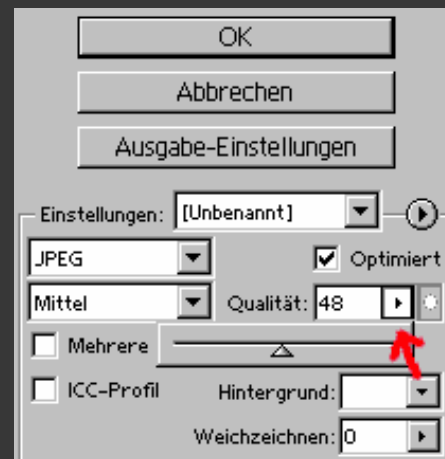 OK
Abbrechen
Ausgabe-Einstellungen
Einstellungen: [Unbenannt]
JPEG Optimiert
Mittel Qualität: 48
Mehrere
ICC-Profil Hintergrund:
Weichzeichnen: 0